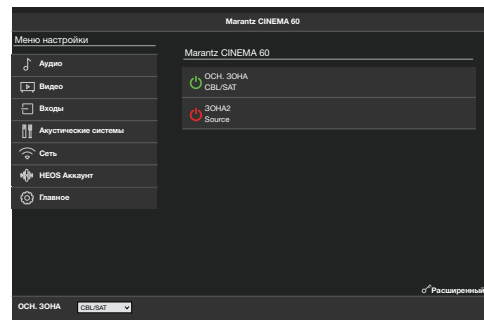 Marantz CINEMA 60
Меню настройки
Аудио
Видео
Входы
Акустические системы
Сеть
HEOS Аккаунт
Главное
Marantz CINEMA 60
ОСН. ЗОНА
CBL/SAT
ЗОНА2
Source
Расширенный
ОСН. ЗОНА CBL/SAT